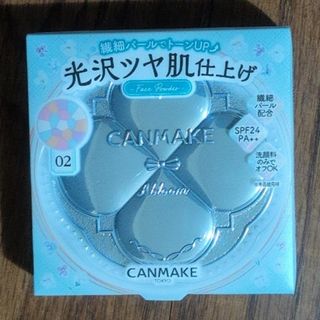 繊細パールでトーンUP
光沢ツヤ肌仕上げ
Face Powder
繊細
パール
配合
SPF24
PA++
洗顔料
のみで
オフOK
02
CANMAKE
CANMAKE
TOKYO